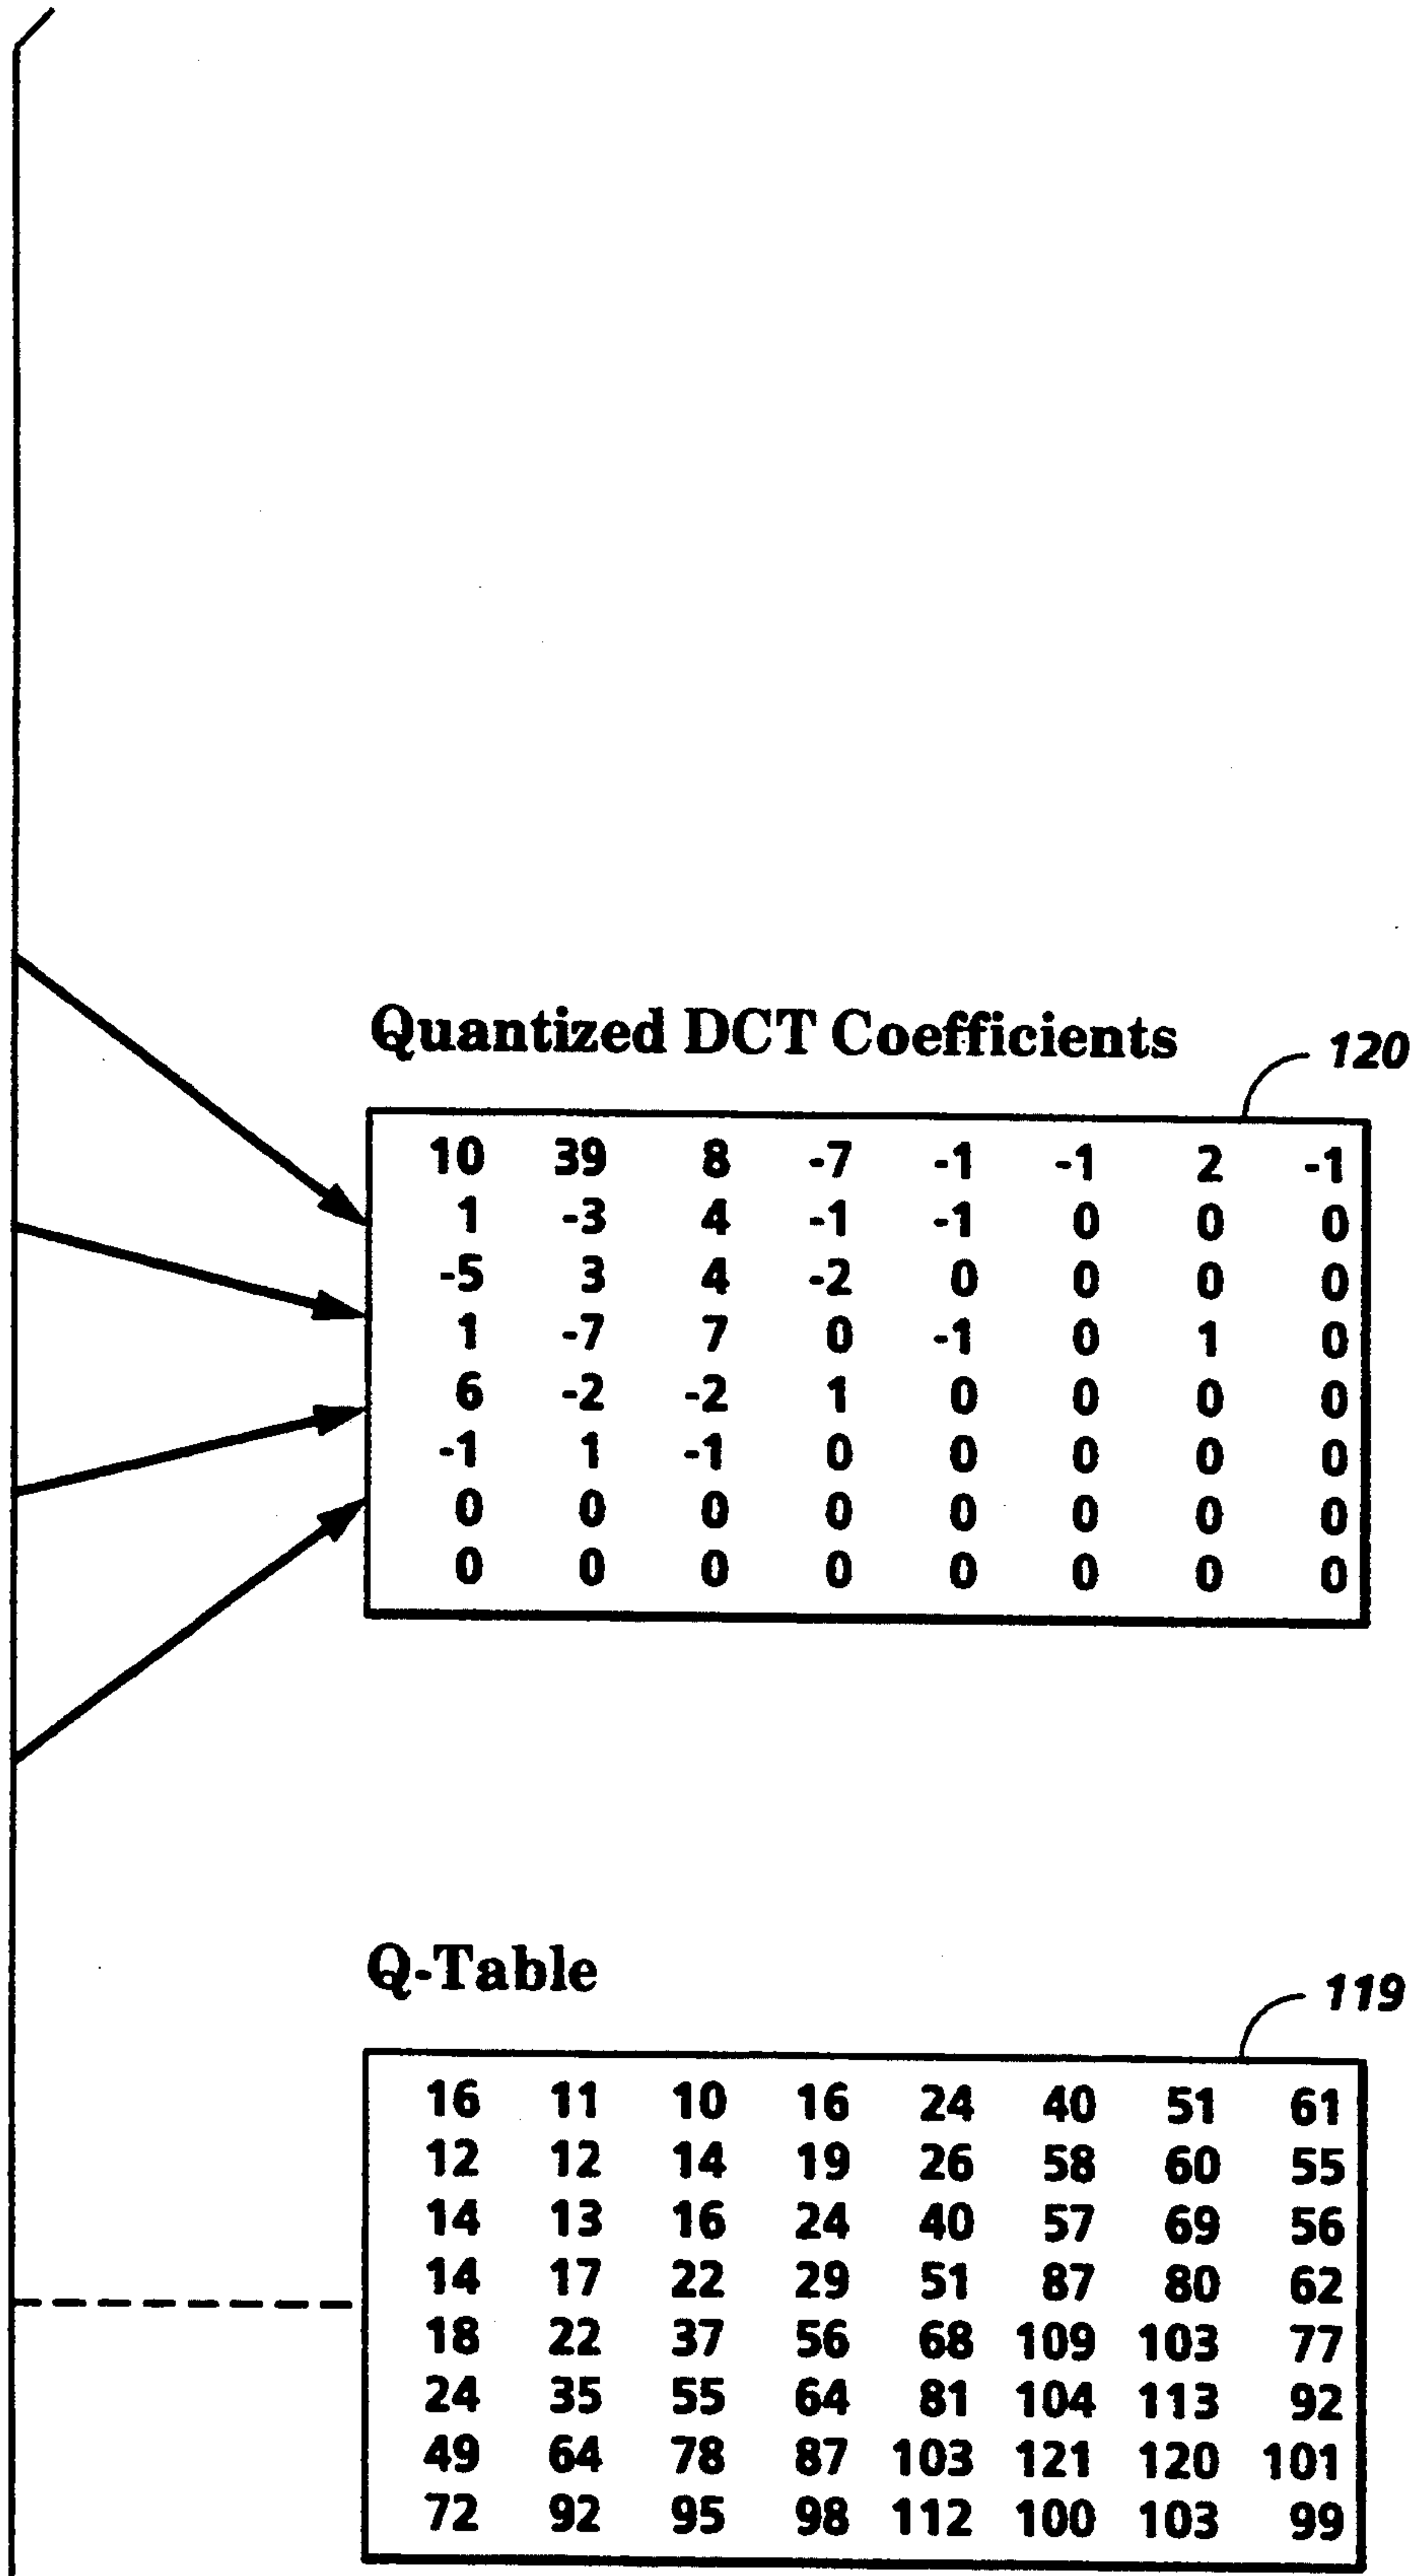 Quantized DCT Coefficients
120
10 39 8 -7 -1 -1 2 -1
1 -3 4 -1 -1 0 0 0
-5 3 4 -2 0 0 0 0
1 -7 7 0 -1 0 1 0
6 -2 -2 1 0 0 0 0
-1 1 -1 0 0 0 0 0
0 0 0 0 0 0 0 0
0 0 0 0 0 0 0 0
Q-Table
119
16 11 10 16 24 40 51 61
12 12 14 19 26 58 60 55
14 13 16 24 40 57 69 56
14 17 22 29 51 87 80 62
18 22 37 56 68 109 103 77
24 35 55 64 81 104 113 92
49 64 78 87 103 121 120 101
72 92 95 98 112 100 103 99